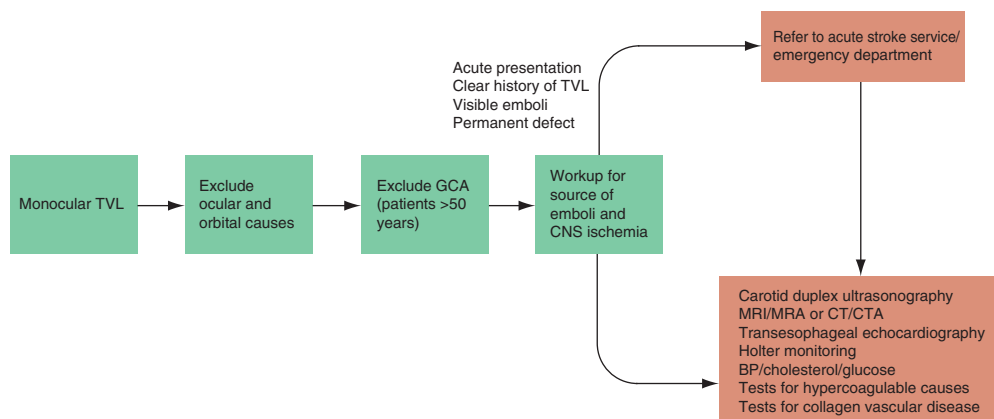 Monocular TVL
Exclude
ocular and
orbital causes
Exclude GCA
(patients >50
years)
Workup for
source of
emboli and
CNS ischemia
Acute presentation
Clear history of TVL
Visible emboli
Permanent defect
Refer to acute stroke service/
emergency department
Carotid duplex ultrasonography
MRI/MRA or CT/CTA
Transesophageal echocardiography
Holter monitoring
BP/cholesterol/glucose
Tests for hypercoagulable causes
Tests for collagen vascular disease